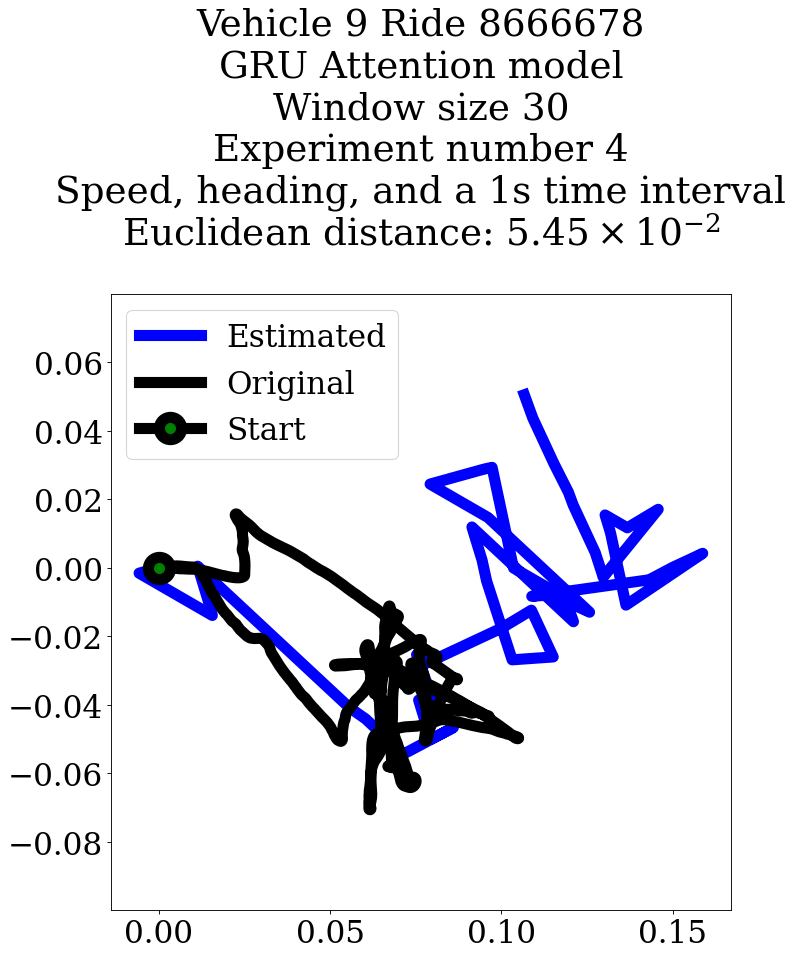 Vehicle 9 Ride 8666678
GRU Attention model
Window size 30
Experiment number 4
Speed, heading, and a 1s time interval
Euclidean distance: 5.45 × 10⁻²
Estimated
Original
Start
0.06
0.04
0.02
0.00
−0.02
−0.04
−0.06
−0.08
0.00 0.05 0.10 0.15